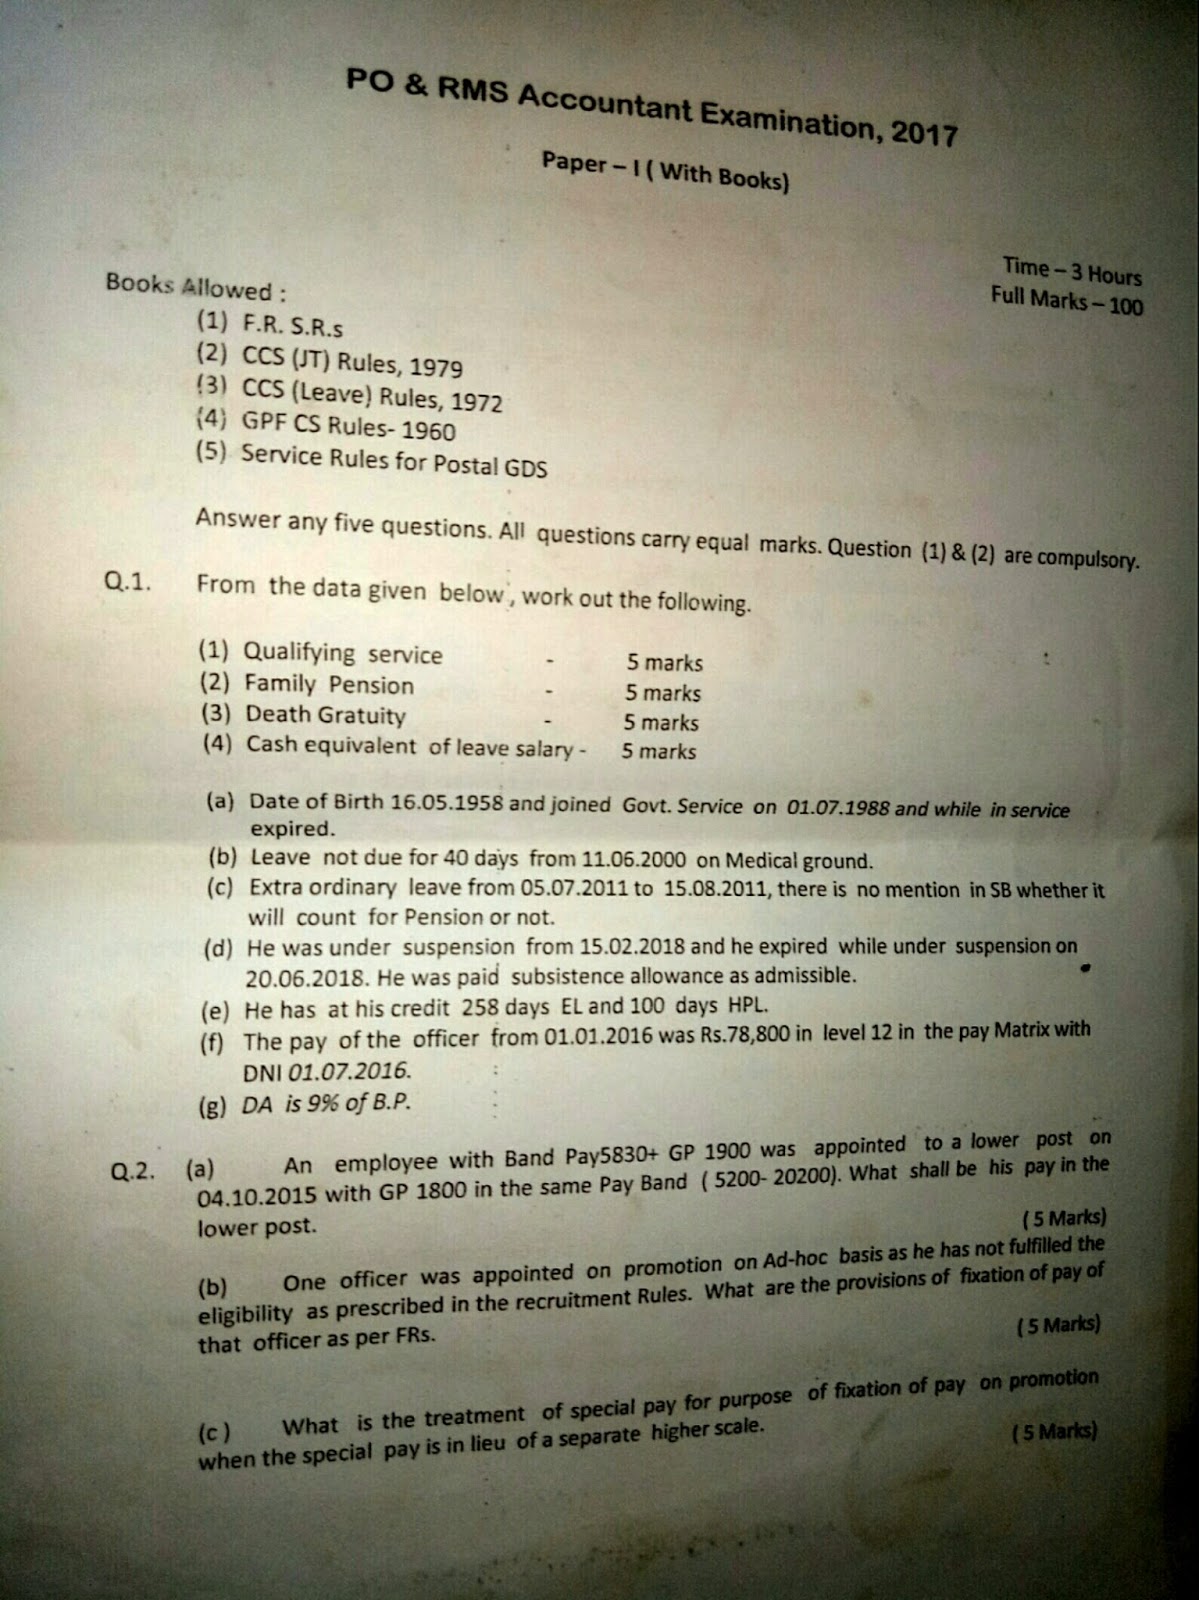 PO & RMS Accountant Examination, 2017
Paper – I ( With Books)
Time – 3 Hours
Full Marks – 100
Books Allowed :
(1) F.R. S.R.s
(2) CCS (JT) Rules, 1979
(3) CCS (Leave) Rules, 1972
(4) GPF CS Rules- 1960
(5) Service Rules for Postal GDS
Answer any five questions. All questions carry equal marks. Question (1) & (2) are compulsory.
Q.1. From the data given below , work out the following.
(1) Qualifying service - 5 marks
(2) Family Pension - 5 marks
(3) Death Gratuity - 5 marks
(4) Cash equivalent of leave salary - 5 marks
(a) Date of Birth 16.05.1958 and joined Govt. Service on 01.07.1988 and while in service
expired.
(b) Leave not due for 40 days from 11.06.2000 on Medical ground.
(c) Extra ordinary leave from 05.07.2011 to 15.08.2011, there is no mention in SB whether it
will count for Pension or not.
(d) He was under suspension from 15.02.2018 and he expired while under suspension on
20.06.2018. He was paid subsistence allowance as admissible.
(e) He has at his credit 258 days EL and 100 days HPL.
(f) The pay of the officer from 01.01.2016 was Rs.78,800 in level 12 in the pay Matrix with
DNI 01.07.2016.
(g) DA is 9% of B.P.
Q.2. (a) An employee with Band Pay5830+ GP 1900 was appointed to a lower post on
04.10.2015 with GP 1800 in the same Pay Band ( 5200- 20200). What shall be his pay in the
lower post. ( 5 Marks)
(b) One officer was appointed on promotion on Ad-hoc basis as he has not fulfilled the
eligibility as prescribed in the recruitment Rules. What are the provisions of fixation of pay of
that officer as per FRs. ( 5 Marks)
(c ) What is the treatment of special pay for purpose of fixation of pay on promotion
when the special pay is in lieu of a separate higher scale. ( 5 Marks)